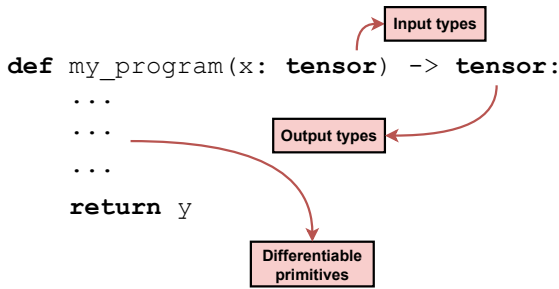 Input types
def my_program(x: tensor) -> tensor:
...
...
Output types
...
return y
Differentiable
primitives